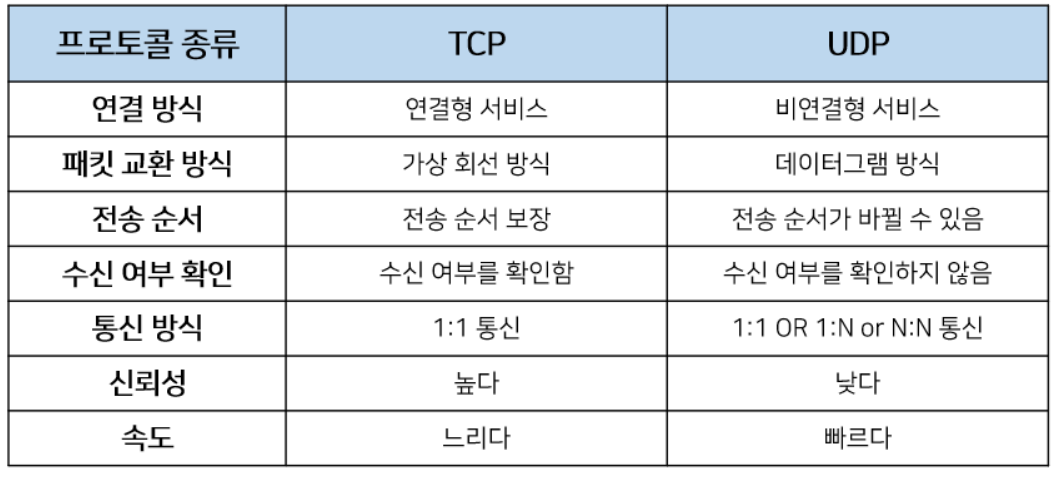 프로토콜 종류 TCP UDP
연결 방식 연결형 서비스 비연결형 서비스
패킷 교환 방식 가상 회선 방식 데이터그램 방식
전송 순서 전송 순서 보장 전송 순서가 바뀔 수 있음
수신 여부 확인 수신 여부를 확인함 수신 여부를 확인하지 않음
통신 방식 1:1 통신 1:1 OR 1:N or N:N 통신
신뢰성 높다 낮다
속도 느리다 빠르다